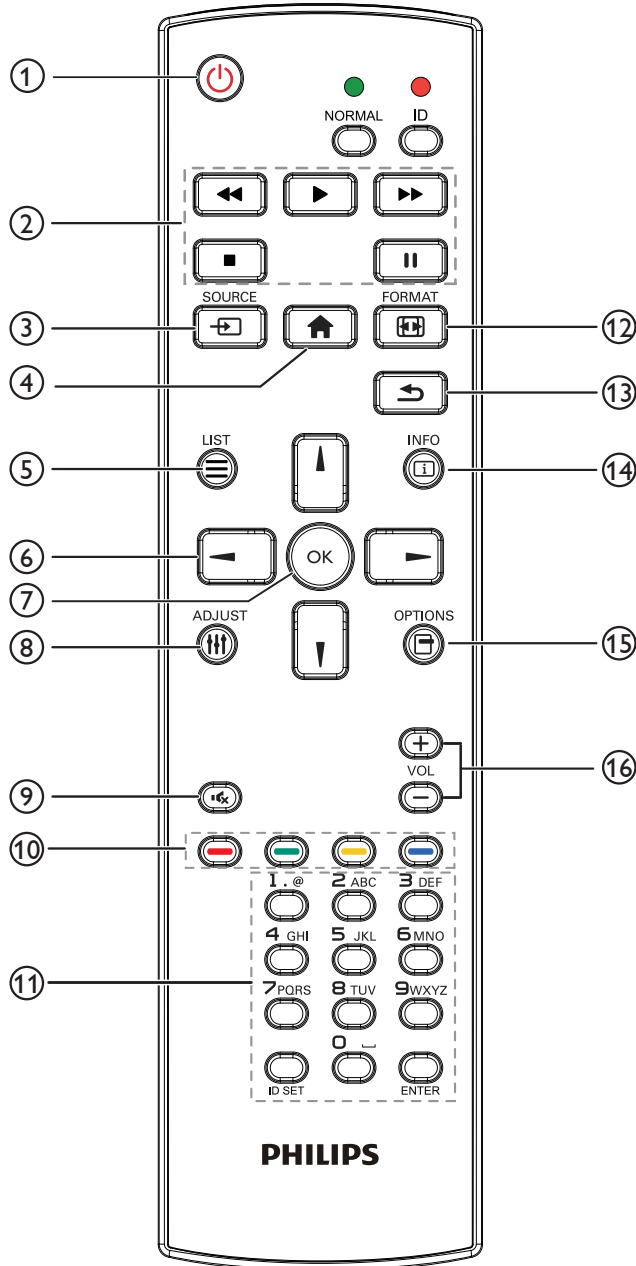 1
NORMAL ID
2
SOURCE FORMAT
3
12
4
13
LIST INFO
5
i
14
6
OK
7
ADJUST OPTIONS
8
15
+
VOL
16
−
9
10
1 . @ 2 ABC 3 DEF
4 GHI 5 JKL 6 MNO
11
7 PQRS 8 TUV 9 WXYZ
0 ⎵
ID SET ENTER
PHILIPS